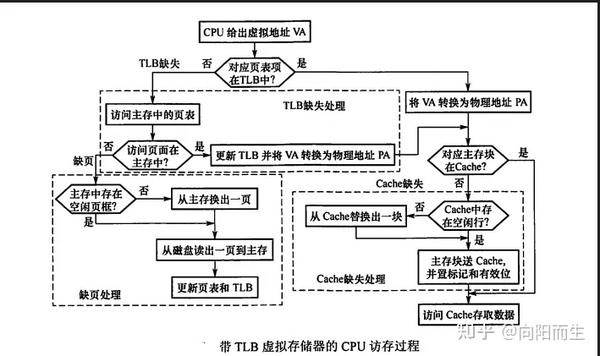 CPU 给出虚拟地址 VA
TLB缺失
否
对应页表项
在TLB中?
是
访问主存中的页表
TLB缺失处理
将 VA 转换为物理地址 PA
否
访问页面在
主存中?
是
更新 TLB 并将 VA 转换为物理地址 PA
缺页
对应主存块
在Cache?
是
Cache缺失
否
主存中存在
空闲页框?
否
从主存换出一页
是
从 Cache替换出一块
否
Cache中存
在空闲行?
是
从磁盘读出一页到主存
主存块送 Cache,
并置标记和有效位
更新页表和 TLB
缺页处理
Cache缺失处理
访问 Cache存取数据
知乎 @向阳而生
带 TLB 虚拟存储器的 CPU 访存过程